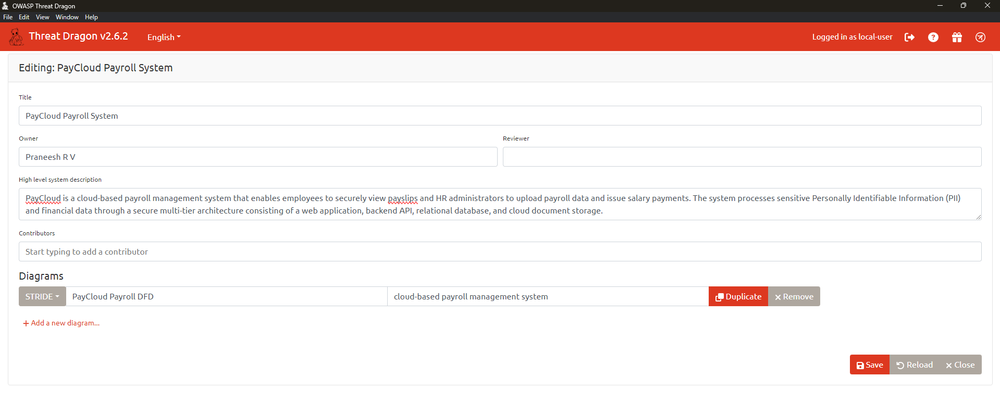 OWASP Threat Dragon
File Edit View Window Help
Threat Dragon v2.6.2 English Logged in as local-user
Editing: PayCloud Payroll System
Title
PayCloud Payroll System
Owner Reviewer
Praneesh R V
High level system description
PayCloud is a cloud-based payroll management system that enables employees to securely view payslips and HR administrators to upload payroll data and issue salary payments. The system processes sensitive Personally Identifiable Information (PII)
and financial data through a secure multi-tier architecture consisting of a web application, backend API, relational database, and cloud document storage.
Contributors
Start typing to add a contributor
Diagrams
STRIDE PayCloud Payroll DFD cloud-based payroll management system Duplicate Remove
+ Add a new diagram...
Save Reload Close